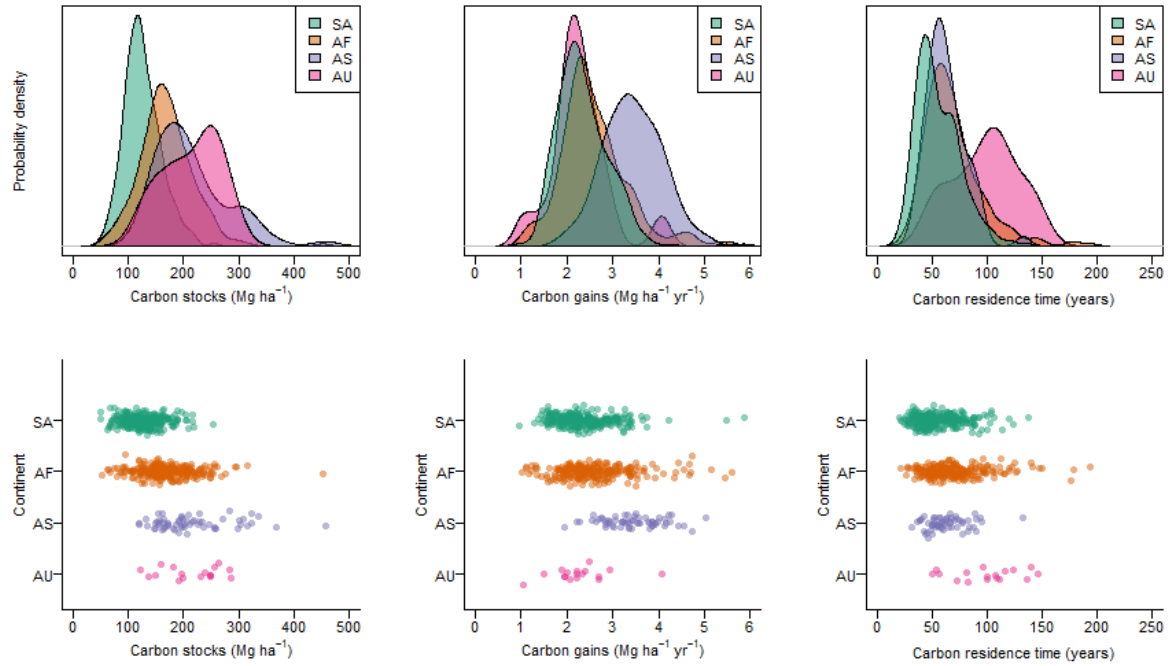 Probability density
SA
AF
AS
AU
0 100 200 300 400 500
Carbon stocks (Mg ha⁻¹)
SA
AF
AS
AU
0 1 2 3 4 5 6
Carbon gains (Mg ha⁻¹ yr⁻¹)
SA
AF
AS
AU
0 50 100 150 200 250
Carbon residence time (years)
Continent
SA
AF
AS
AU
0 100 200 300 400 500
Carbon stocks (Mg ha⁻¹)
Continent
SA
AF
AS
AU
0 1 2 3 4 5 6
Carbon gains (Mg ha⁻¹ yr⁻¹)
Continent
SA
AF
AS
AU
0 50 100 150 200 250
Carbon residence time (years)